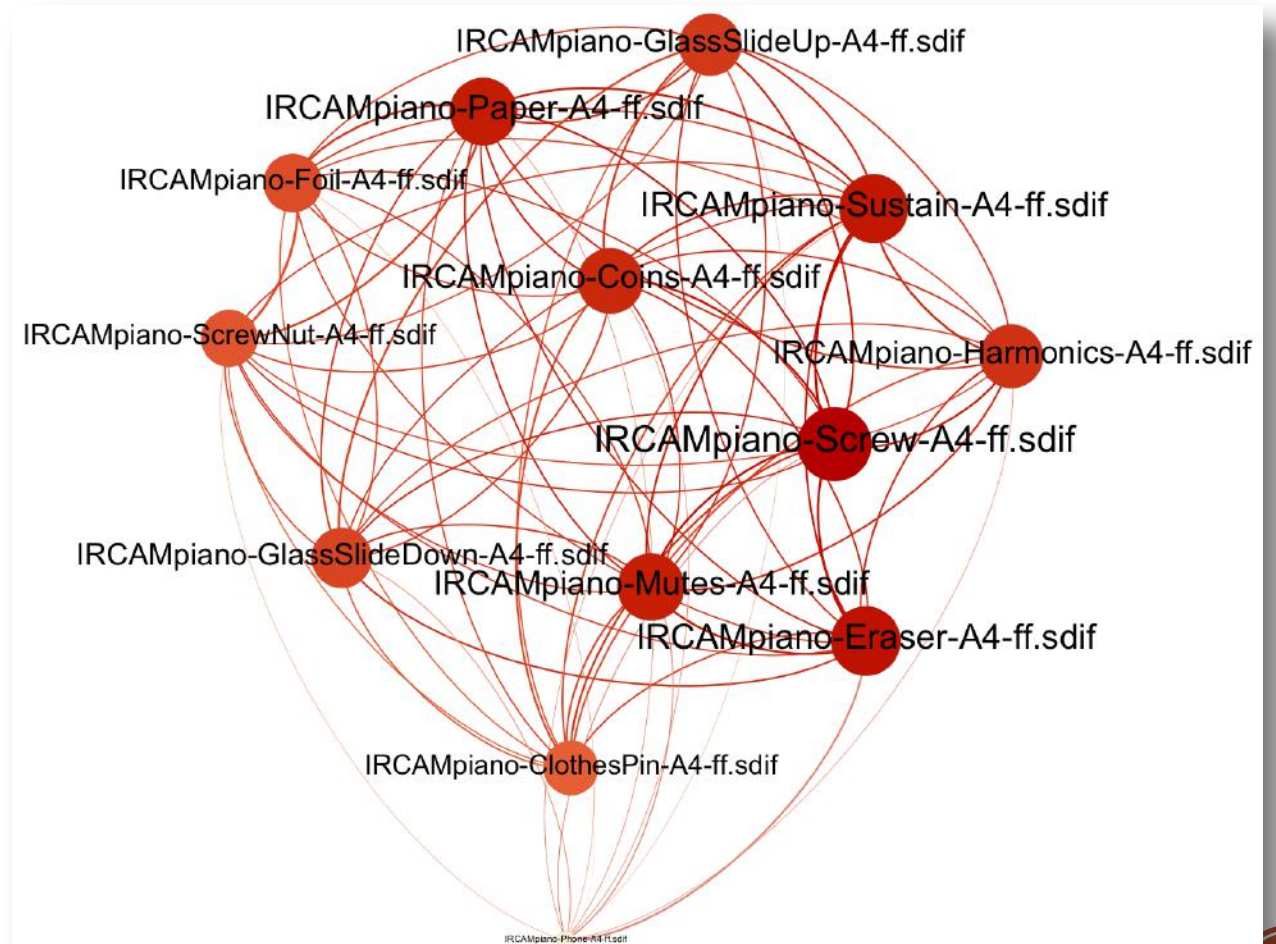 IRCAMpiano-GlassSlideUp-A4-ff.sdif
IRCAMpiano-Paper-A4-ff.sdif
IRCAMpiano-Foil-A4-ff.sdif
IRCAMpiano-Sustain-A4-ff.sdif
IRCAMpiano-Coins-A4-ff.sdif
IRCAMpiano-ScrewNut-A4-ff.sdif
IRCAMpiano-Harmonics-A4-ff.sdif
IRCAMpiano-Screw-A4-ff.sdif
IRCAMpiano-GlassSlideDown-A4-ff.sdif
IRCAMpiano-Mutes-A4-ff.sdif
IRCAMpiano-Eraser-A4-ff.sdif
IRCAMpiano-ClothesPin-A4-ff.sdif
IRCAMpiano-Phone-A4-ff.sdif